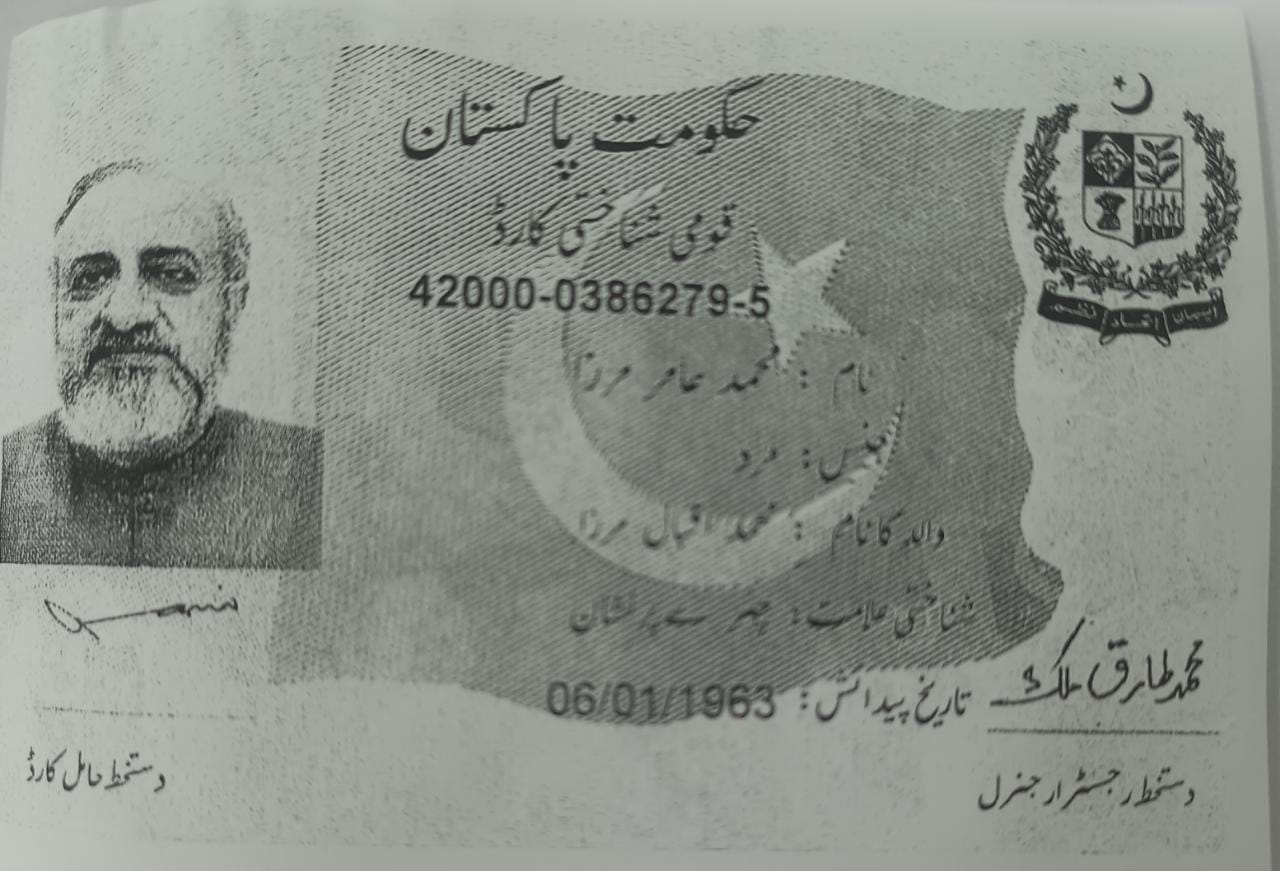 حکومت پاکستان
قومی شناختی کارڈ
42000-0386279-5
نام : محمد عامر مرزا
جنس : مرد
والد کا نام : محمد اقبال مرزا
شناختی علامت : چہرے پر نشان
تاریخ پیدائش : 06/01/1963
ایمان اتحاد نظم
محمد طارق ملک
دستخط حامل کارڈ
دستخط رجسٹرار جنرل